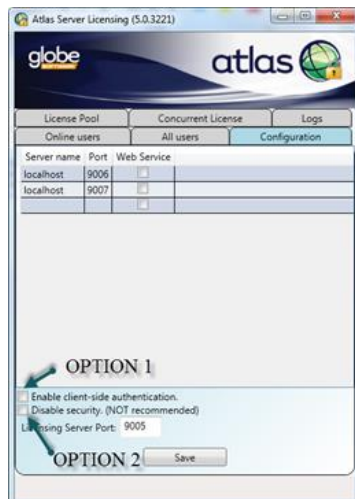 Atlas Server Licensing (5.0.3221)
globe
SOFTWARE
atlas
License Pool Concurrent License Logs
Online users All users Configuration
Server name Port Web Service
localhost 9006
localhost 9007
OPTION 1
Enable client-side authentication.
Disable security. (NOT recommended)
Licensing Server Port: 9005
OPTION 2
Save